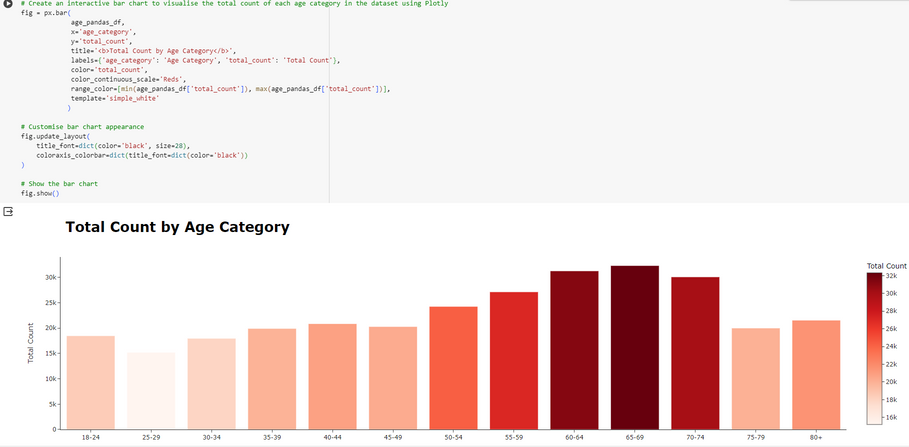 # Create an interactive bar chart to visualise the total count of each age category in the dataset using Plotly
fig = px.bar(
age_pandas_df,
x='age_category',
y='total_count',
title='<b>Total Count by Age Category</b>',
labels={'age_category': 'Age Category', 'total_count': 'Total Count'},
color='total_count',
color_continuous_scale='Reds',
range_color=[min(age_pandas_df['total_count']), max(age_pandas_df['total_count'])],
template='simple_white'
)
# Customise bar chart appearance
fig.update_layout(
title_font=dict(color='black', size=28),
coloraxis_colorbar=dict(title_font=dict(color='black'))
)
# Show the bar chart
fig.show()
Total Count by Age Category
Total Count
30k
25k
20k
15k
10k
5k
0
18-24 25-29 30-34 35-39 40-44 45-49 50-54 55-59 60-64 65-69 70-74 75-79 80+
Total Count
32k
30k
28k
26k
24k
22k
20k
18k
16k